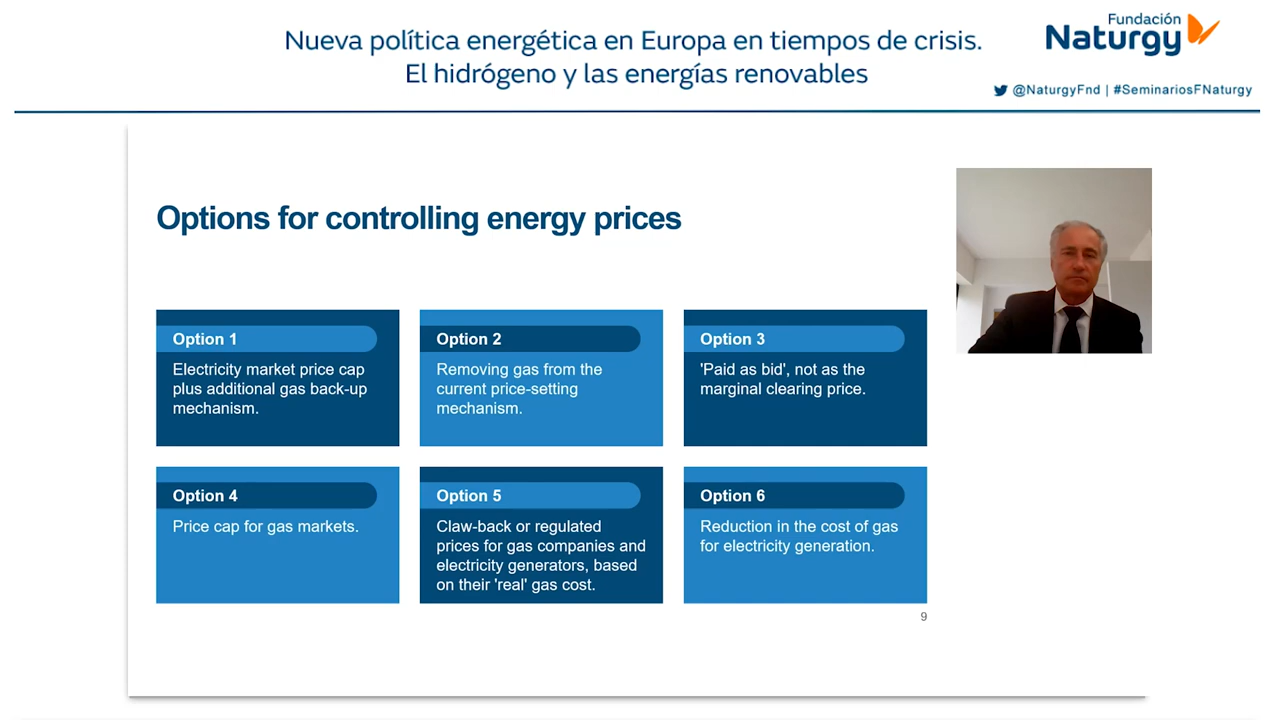 Nueva política energética en Europa en tiempos de crisis.
El hidrógeno y las energías renovables
Fundación
Naturgy
@NaturgyFnd | #SeminariosFNaturgy
Options for controlling energy prices
Option 1
Electricity market price cap
plus additional gas back-up
mechanism.
Option 2
Removing gas from the
current price-setting
mechanism.
Option 3
'Paid as bid', not as the
marginal clearing price.
Option 4
Price cap for gas markets.
Option 5
Claw-back or regulated
prices for gas companies and
electricity generators, based
on their 'real' gas cost.
Option 6
Reduction in the cost of gas
for electricity generation.
9